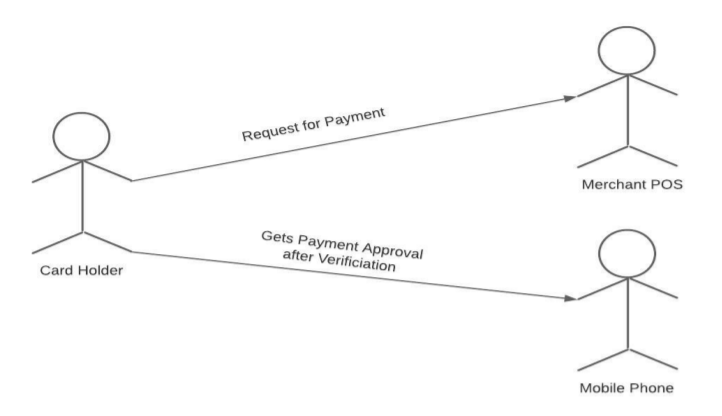 Request for Payment
Merchant POS
Gets Payment Approval
after Verificiation
Card Holder
Mobile Phone